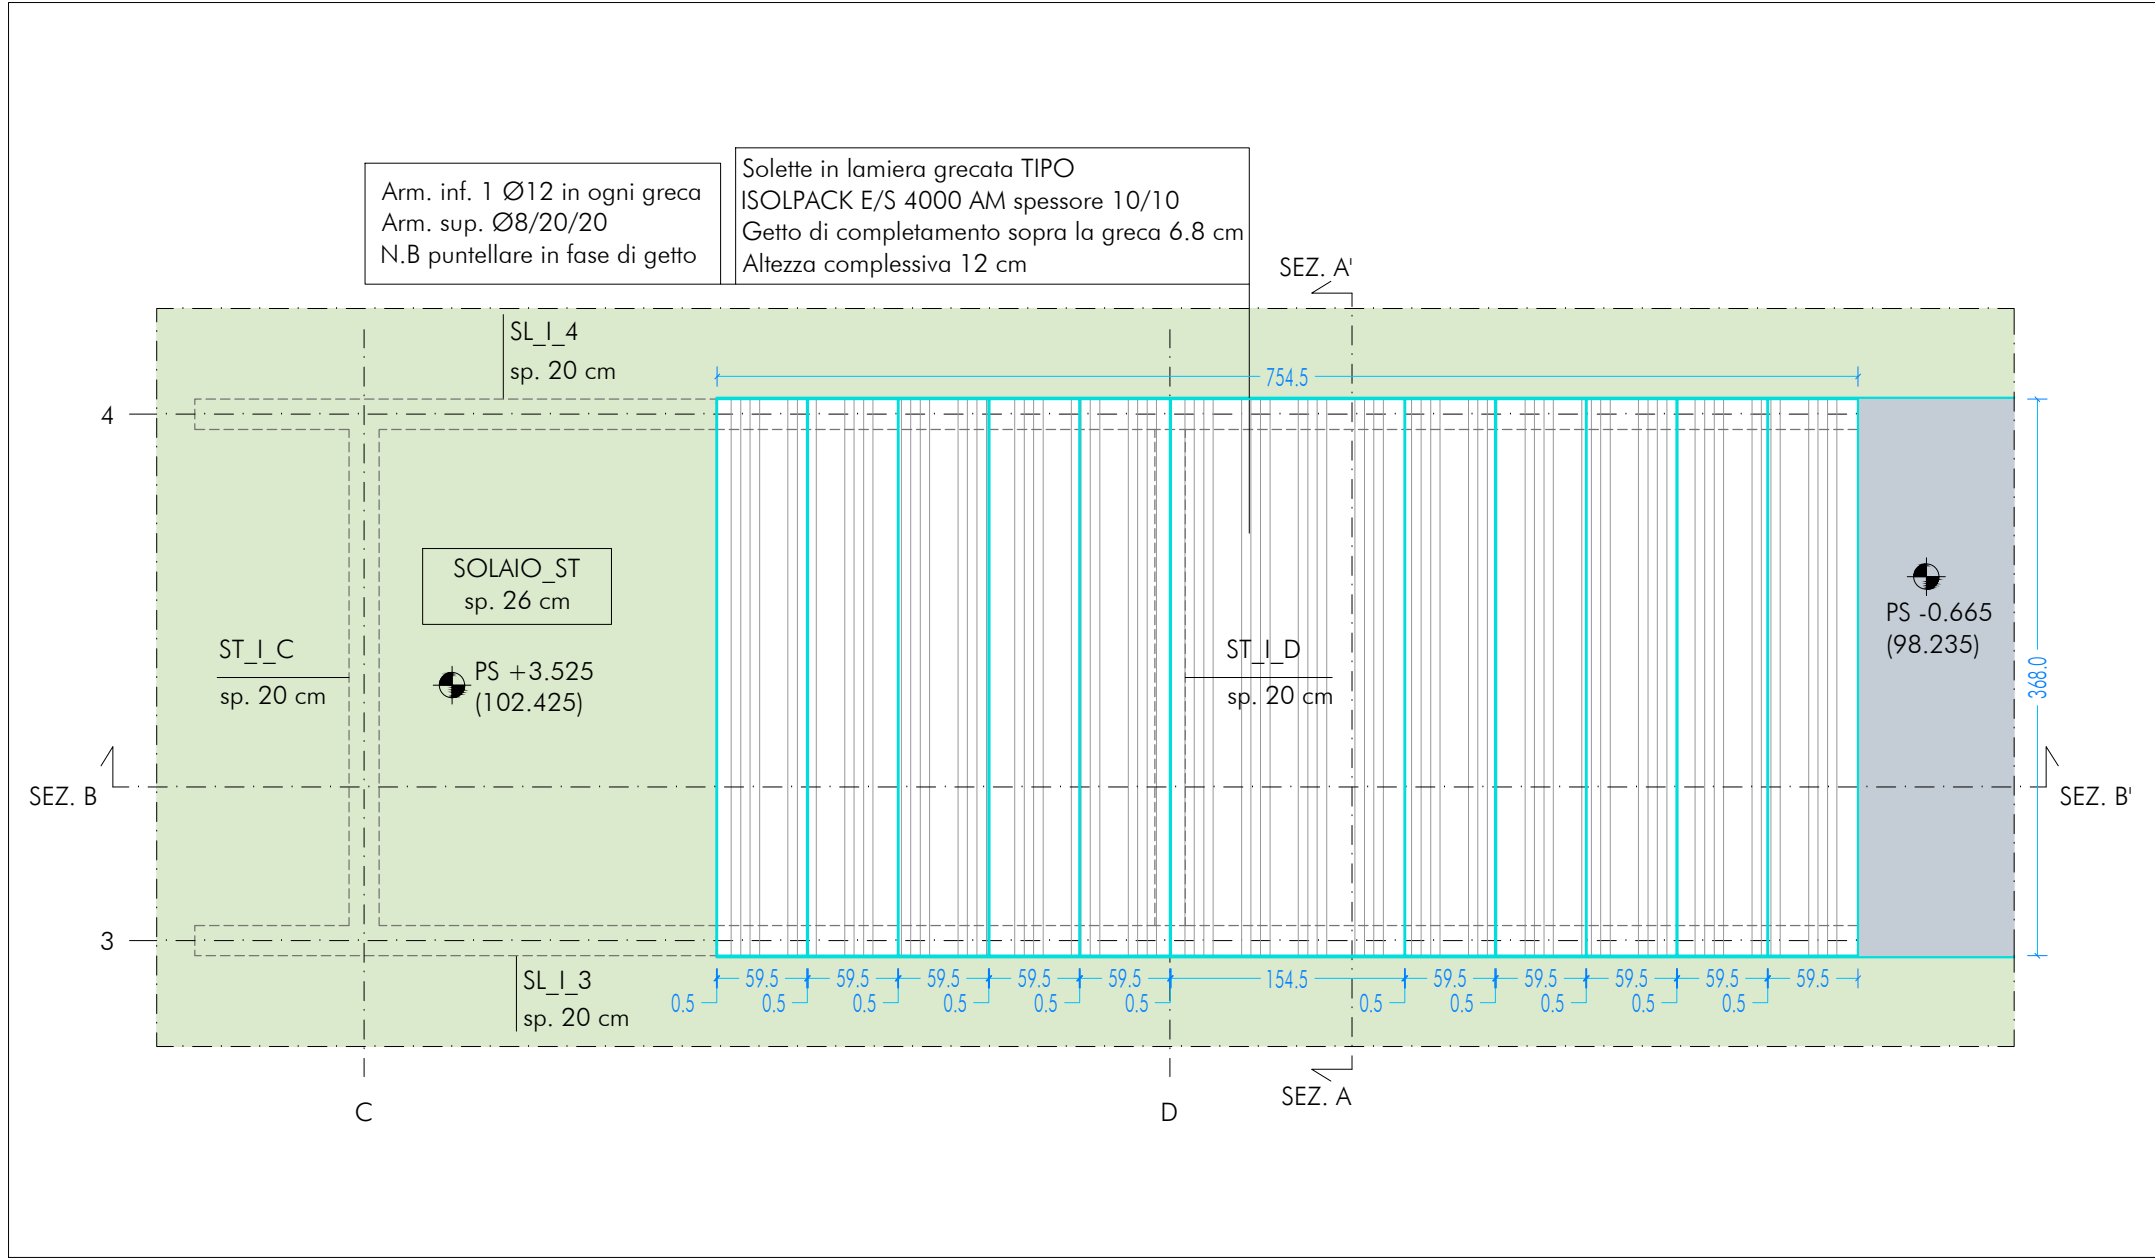 Arm. inf. 1 Ø12 in ogni greca
Arm. sup. Ø8/20/20
N.B puntellare in fase di getto
Solette in lamiera grecata TIPO
ISOLPACK E/S 4000 AM spessore 10/10
Getto di completamento sopra la greca 6.8 cm
Altezza complessiva 12 cm
SEZ. A'
SL_I_4
sp. 20 cm
754.5
4
SOLAIO_ST
sp. 26 cm
PS -0.665
(98.235)
ST_I_C
sp. 20 cm
PS +3.525
(102.425)
ST_I_D
sp. 20 cm
368.0
SEZ. B
SEZ. B'
3
SL_I_3
sp. 20 cm
59.5 59.5 59.5 59.5 59.5 154.5 59.5 59.5 59.5 59.5 59.5
0.5 0.5 0.5 0.5 0.5 0.5 0.5 0.5 0.5 0.5 0.5
SEZ. A
C
D